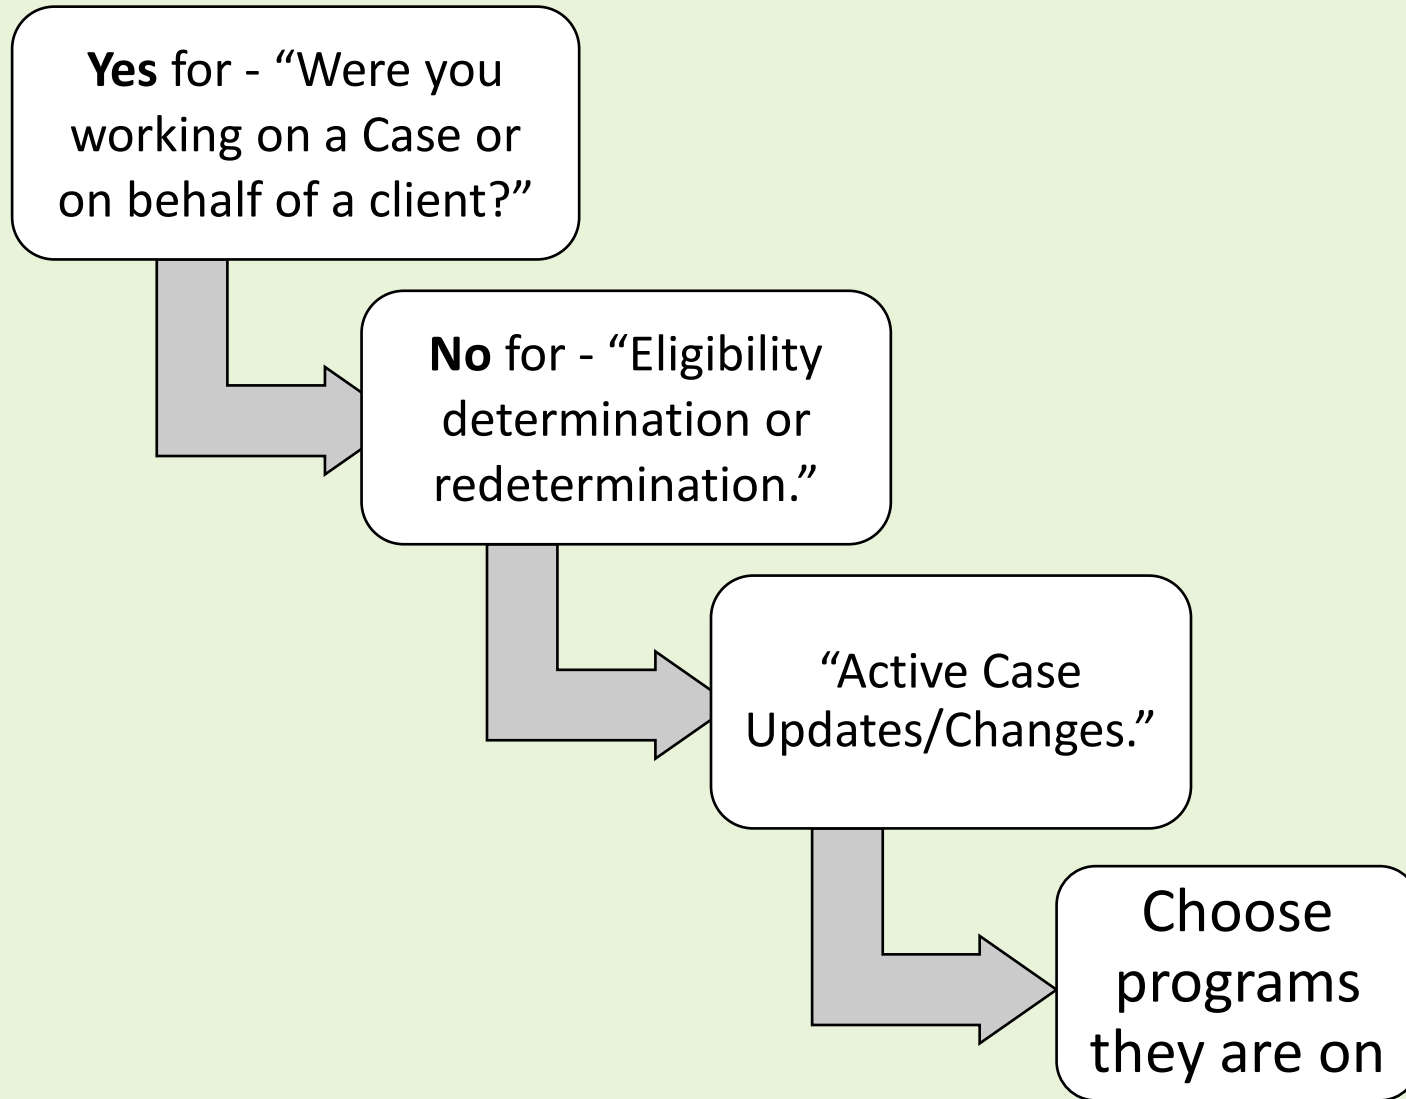 Yes for - “Were you
working on a Case or
on behalf of a client?”
No for - “Eligibility
determination or
redetermination.”
“Active Case
Updates/Changes.”
Choose
programs
they are on